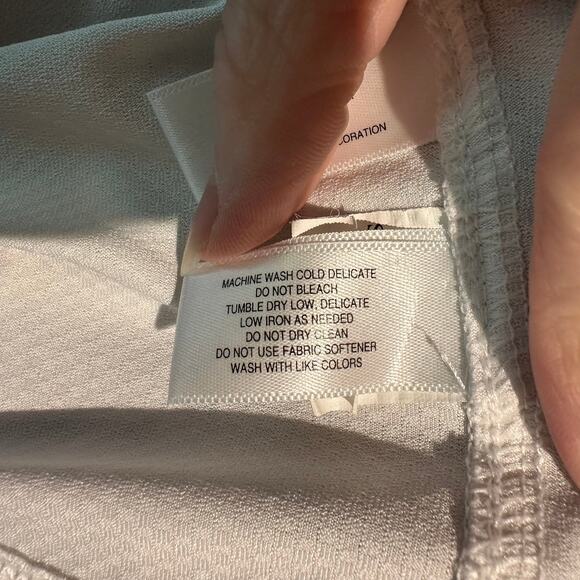 CORATION
MACHINE WASH COLD DELICATE
DO NOT BLEACH
TUMBLE DRY LOW, DELICATE
LOW IRON AS NEEDED
DO NOT DRY CLEAN
DO NOT USE FABRIC SOFTENER
WASH WITH LIKE COLORS